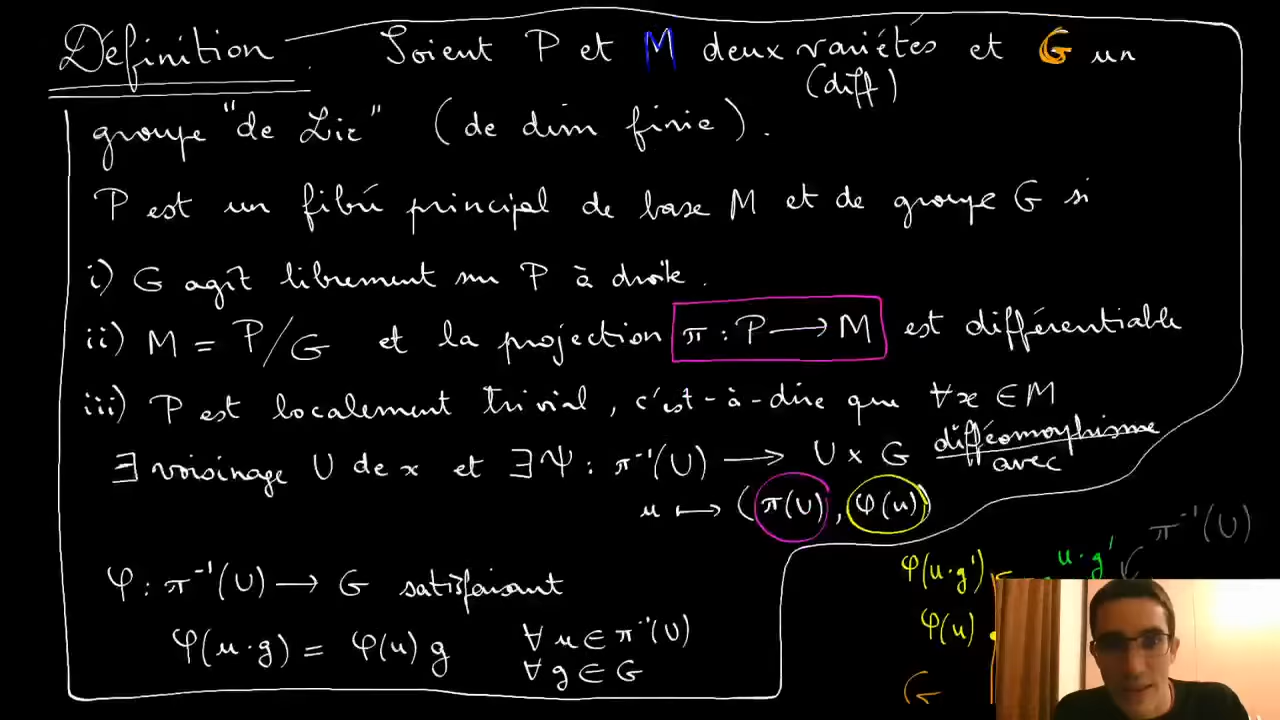 Définition. Soient P et M deux variétés et G un
(diff)
groupe "de Lie" (de dim finie).
P est un fibré principal de base M et de groupe G si
i) G agit librement sur P à droite.
ii) M = P/G et la projection π : P ⟶ M est différentiable
iii) P est localement trivial, c'est-à-dire que ∀x ∈ M
∃ voisinage U de x et ∃ Ψ : π⁻¹(U) ⟶ U × G difféomorphisme
avec
u ⟼ (π(U), φ(u))
φ : π⁻¹(U) ⟶ G satisfaisant
φ(u·g) = φ(u) g ∀ u ∈ π⁻¹(U)
∀ g ∈ G
π⁻¹(U)
φ(u·g') u·g'
φ(u)
G